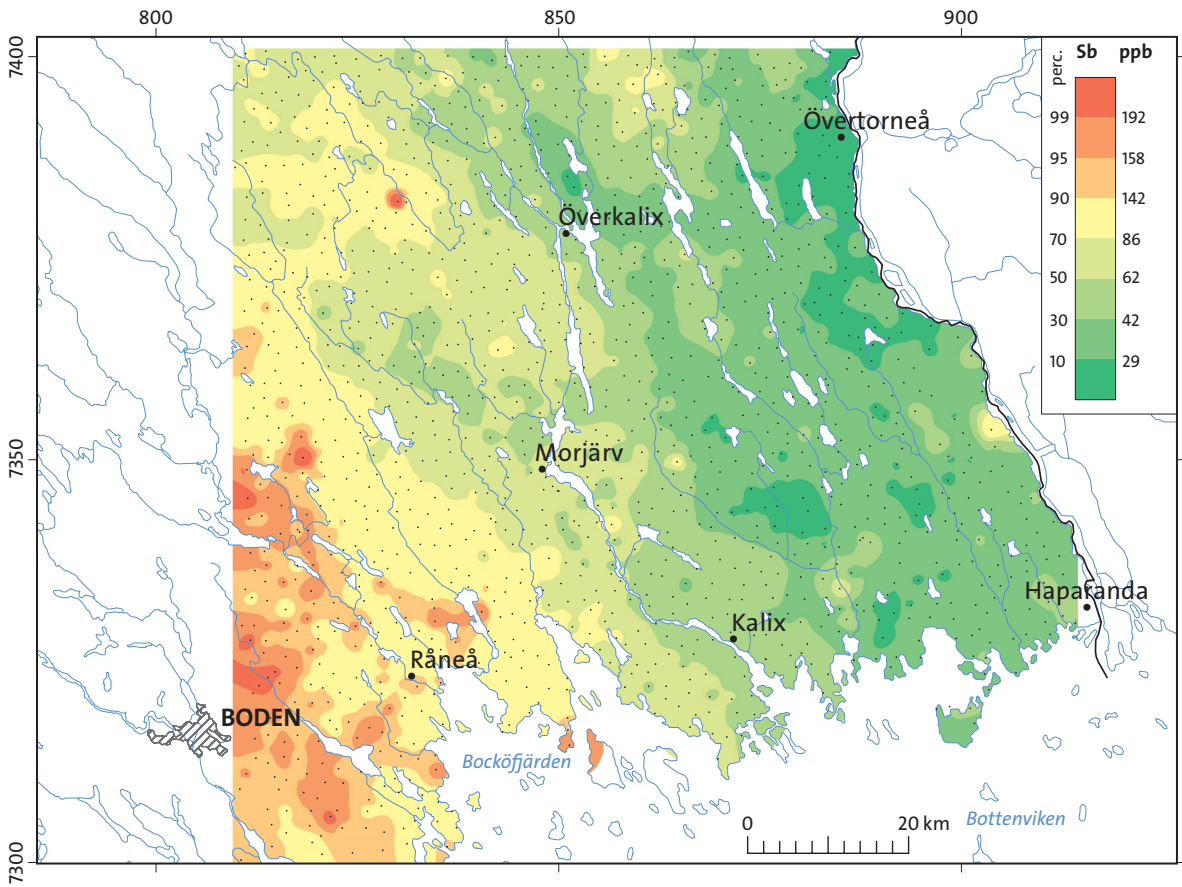 800 850 900
7400
7350
7300
perc. Sb ppb
99 192
95 158
90 142
70 86
50 62
30 42
10 29
Övertorneå
Överkalix
Morjärv
Haparanda
Kalix
Råneå
BODEN
Bocköfjärden
Bottenviken
0 20 km